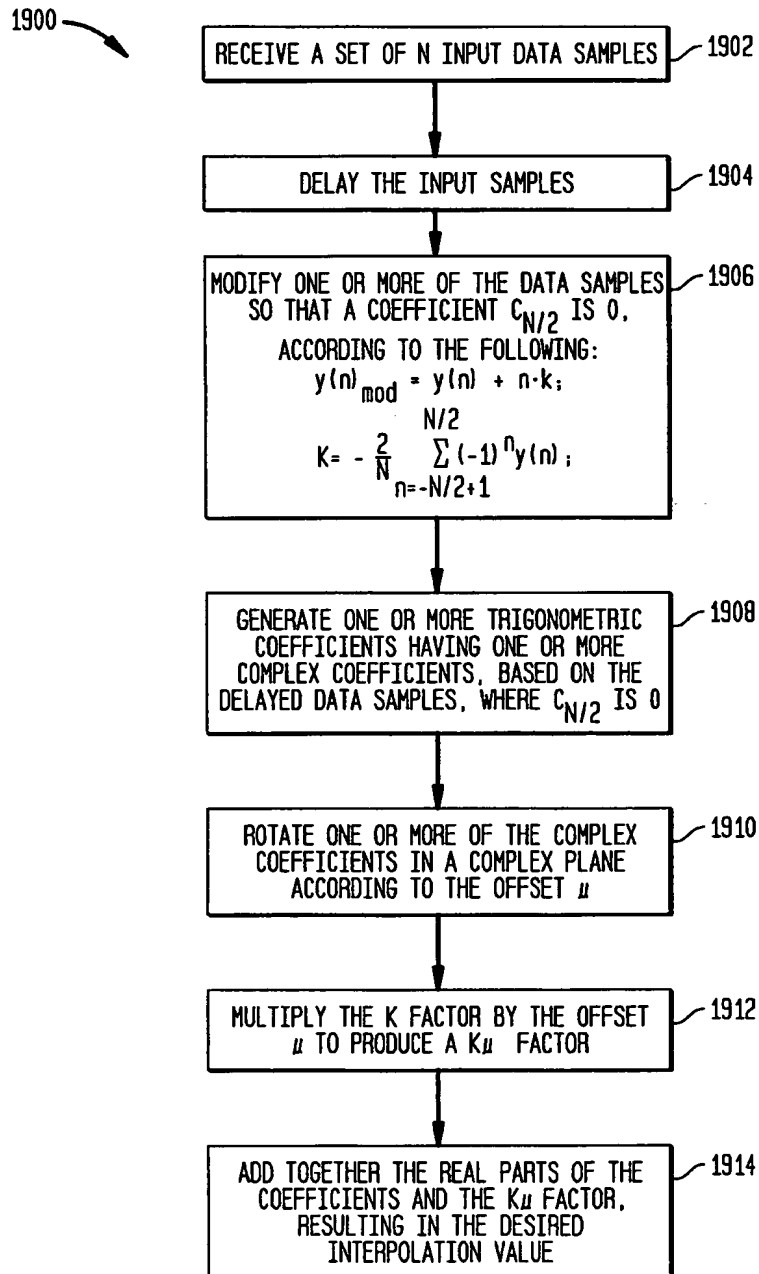 1900
RECEIVE A SET OF N INPUT DATA SAMPLES
1902
DELAY THE INPUT SAMPLES
1904
MODIFY ONE OR MORE OF THE DATA SAMPLES
SO THAT A COEFFICIENT C_{N/2} IS 0,
ACCORDING TO THE FOLLOWING:
y(n)_{mod} = y(n) + n·k;
N/2
K= - 2/N Σ (-1)^n y(n);
n=-N/2+1
1906
GENERATE ONE OR MORE TRIGONOMETRIC
COEFFICIENTS HAVING ONE OR MORE
COMPLEX COEFFICIENTS, BASED ON THE
DELAYED DATA SAMPLES, WHERE C_{N/2} IS 0
1908
ROTATE ONE OR MORE OF THE COMPLEX
COEFFICIENTS IN A COMPLEX PLANE
ACCORDING TO THE OFFSET μ
1910
MULTIPLY THE K FACTOR BY THE OFFSET
μ TO PRODUCE A Kμ FACTOR
1912
ADD TOGETHER THE REAL PARTS OF THE
COEFFICIENTS AND THE Kμ FACTOR,
RESULTING IN THE DESIRED
INTERPOLATION VALUE
1914